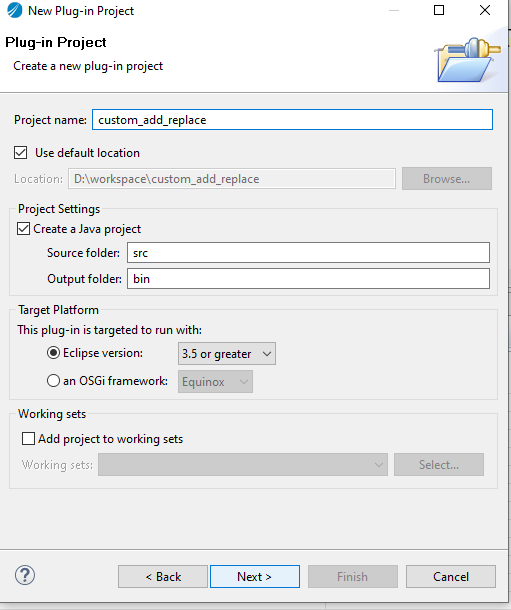 New Plug-in Project
Plug-in Project
Create a new plug-in project
Project name: custom_add_replace
Use default location
Location: D:\workspace\custom_add_replace Browse...
Project Settings
Create a Java project
Source folder: src
Output folder: bin
Target Platform
This plug-in is targeted to run with:
Eclipse version: 3.5 or greater
an OSGi framework: Equinox
Working sets
Add project to working sets
Working sets: Select...
? < Back Next > Finish Cancel